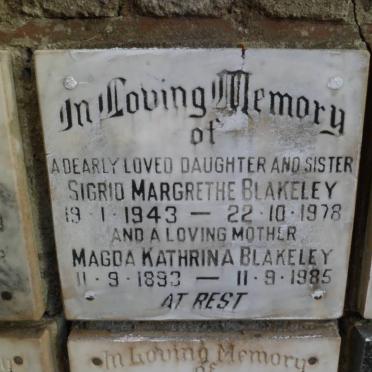 In Loving Memory
of
A DEARLY LOVED DAUGHTER AND SISTER
SIGRID MARGRETHE BLAKELEY
19·1·1943 — 22·10·1978
AND A LOVING MOTHER
MAGDA KATHRINA BLAKELEY
11·9·1893 — 11·9·1985
AT REST
In Loving Memory
of